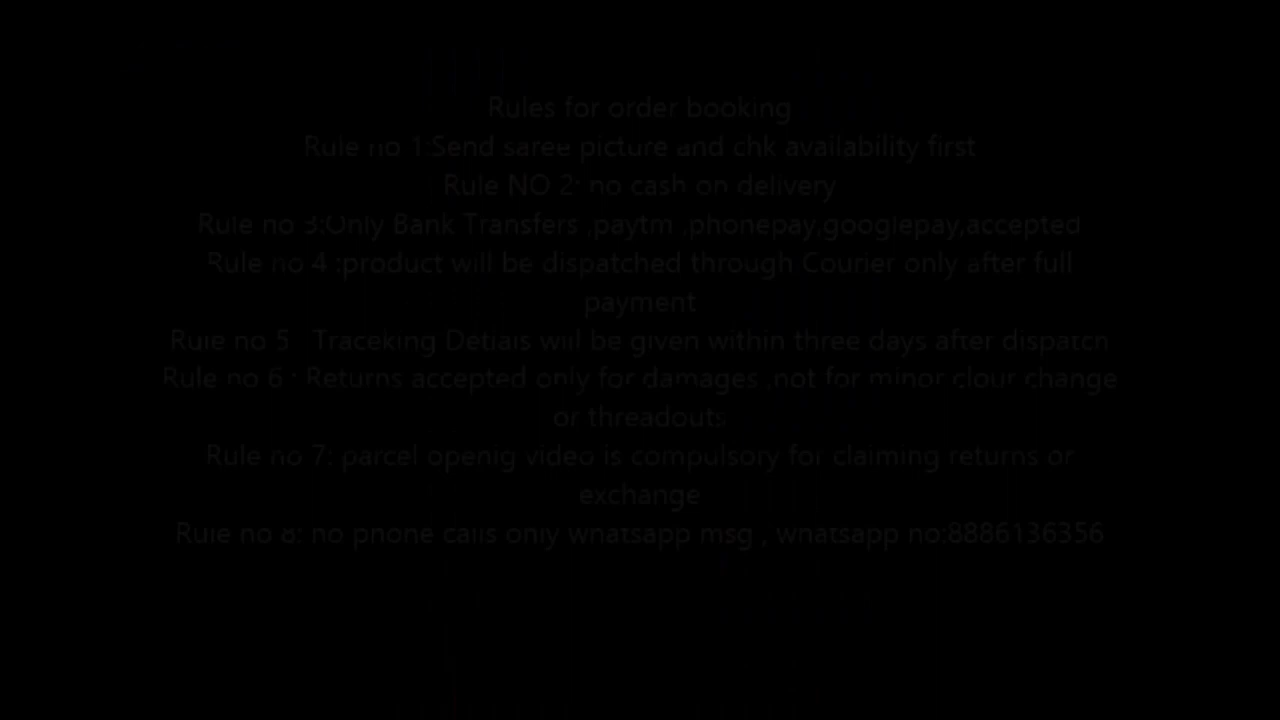 Rules for order booking
Rule no 1:Send saree picture and chk availability first
Rule NO 2: no cash on delivery
Rule no 3:Only Bank Transfers ,paytm ,phonepay,googlepay,accepted
Rule no 4 :product will be dispatched through Courier only after full
payment
Rule no 5 : Traceking Detials will be given within three days after dispatch
Rule no 6 : Returns accepted only for damages ,not for minor clour change
or threadouts
Rule no 7: parcel openig video is compulsory for claiming returns or
exchange
Rule no 8: no phone calls only whatsapp msg , whatsapp no:8886136356